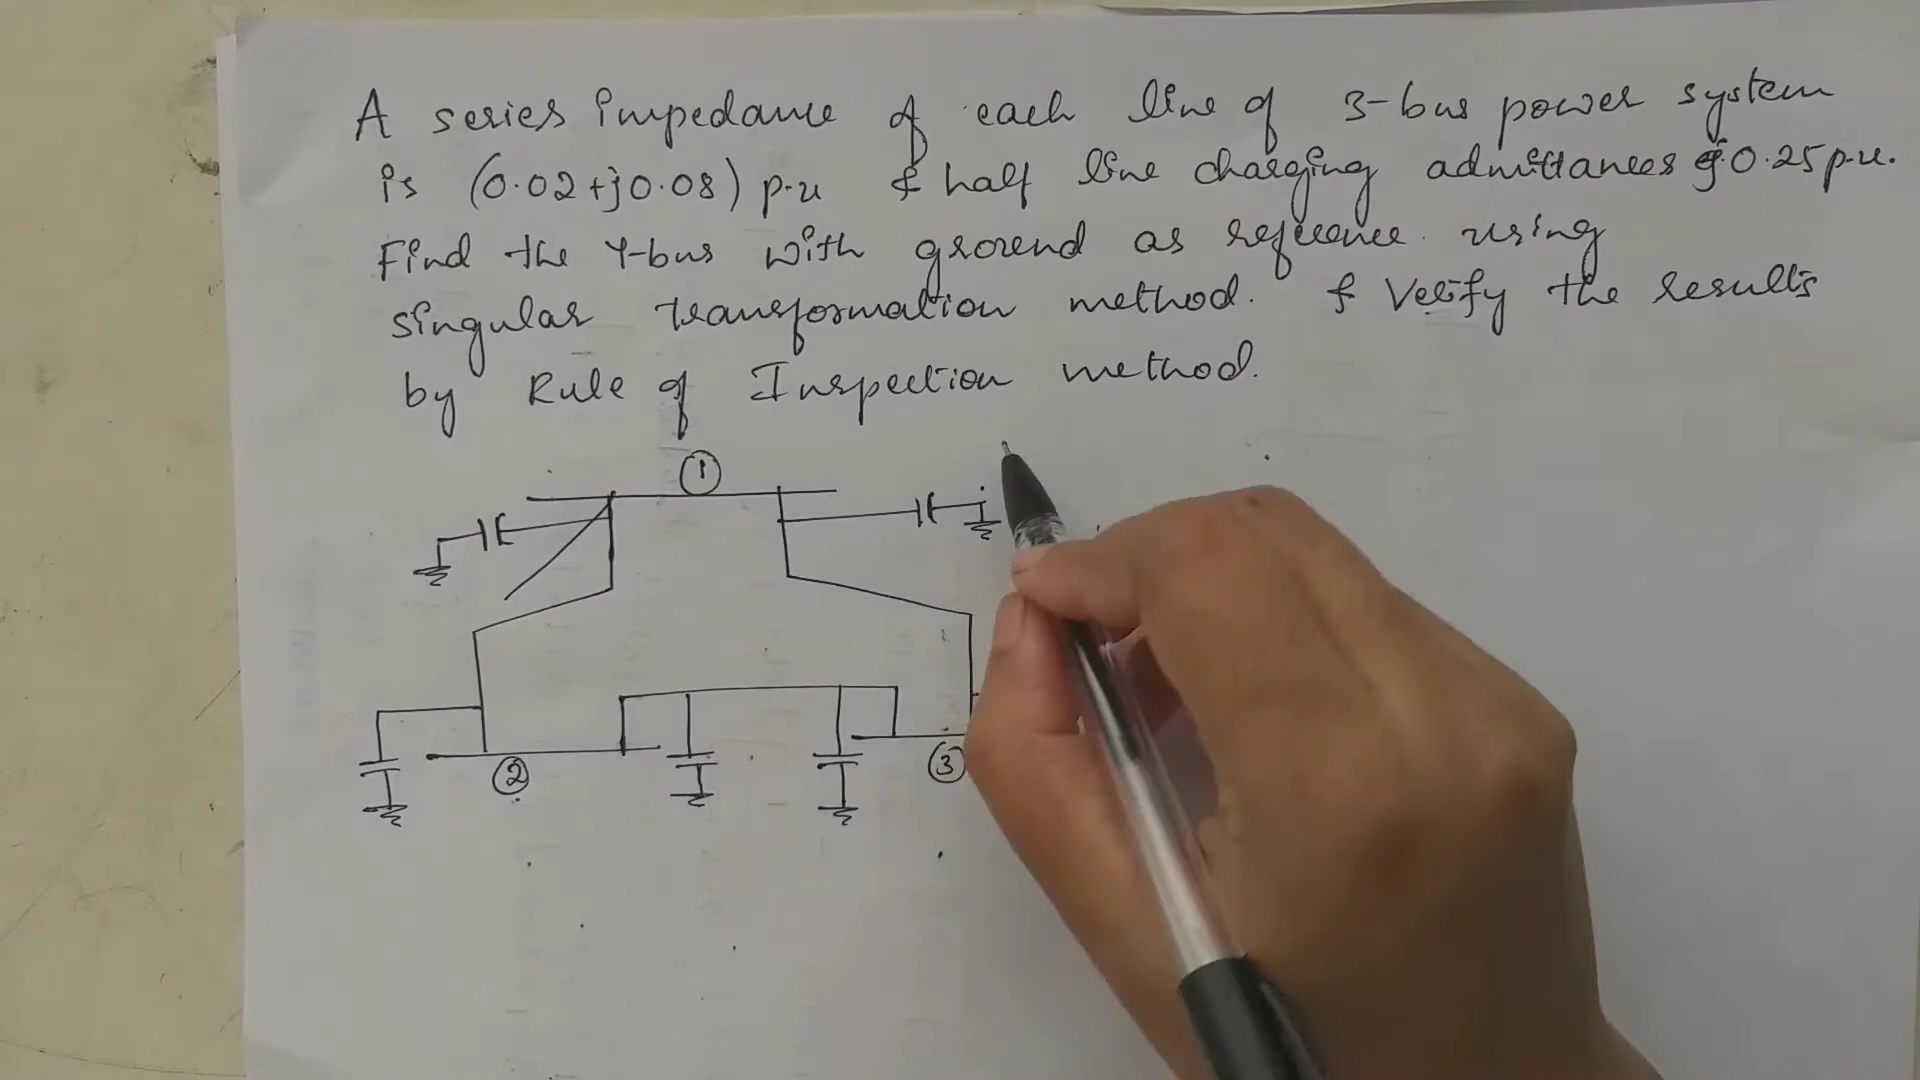 A series impedance of each line of 3-bus power system
is (0.02+j0.08) p.u & half line charging admittances j0.25p.u.
Find the Y-bus with ground as reference using
singular transformation method. & Verify the results
by Rule of Inspection method.
1
2
3